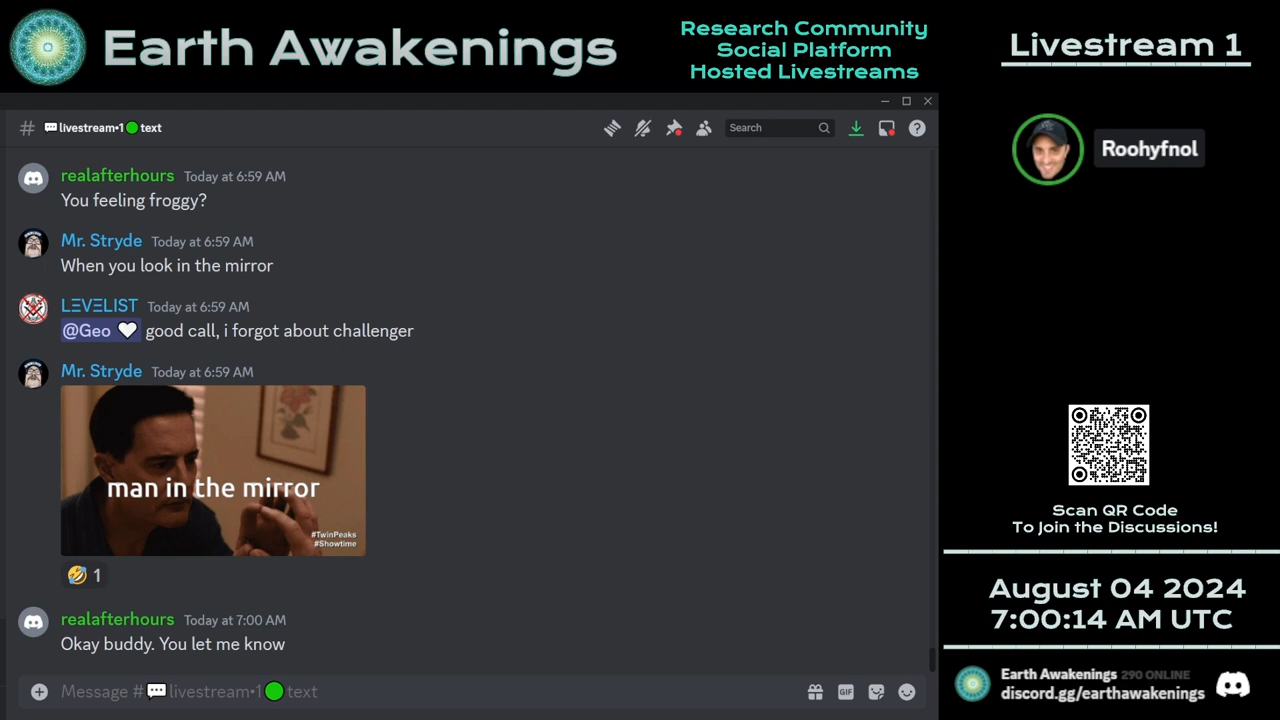 Earth Awakenings
Research Community
Social Platform
Hosted Livestreams
Livestream 1
# 💬livestream•1🟢text
Search
Roohyfnol
realafterhours Today at 6:59 AM
You feeling froggy?
Mr. Stryde Today at 6:59 AM
When you look in the mirror
LΞVΞLIST Today at 6:59 AM
@Geo 🤍 good call, i forgot about challenger
Mr. Stryde Today at 6:59 AM
man in the mirror
#TwinPeaks
#Showtime
🤣 1
realafterhours Today at 7:00 AM
Okay buddy. You let me know
Message #💬livestream•1🟢text
GIF
Scan QR Code
To Join the Discussions!
August 04 2024
7:00:14 AM UTC
Earth Awakenings 290 ONLINE
discord.gg/earthawakenings